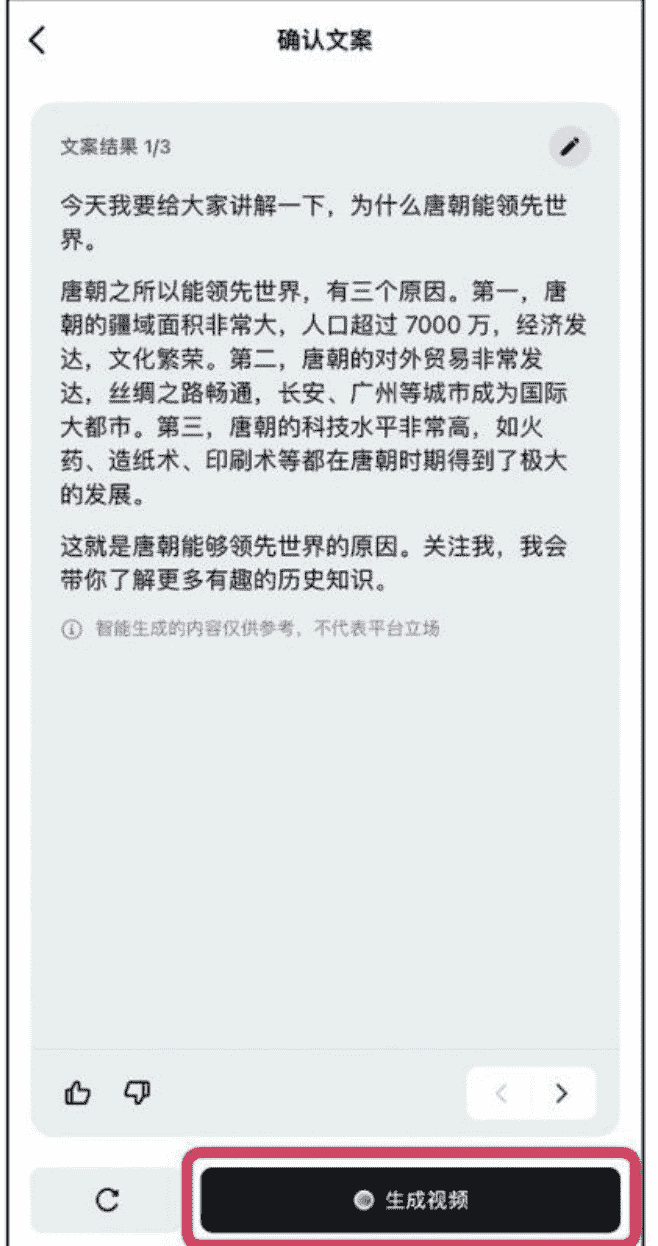 确认文案
文案结果 1/3
今天我要给大家讲解一下，为什么唐朝能领先世
界。
唐朝之所以能领先世界，有三个原因。第一，唐
朝的疆域面积非常大，人口超过 7000 万，经济发
达，文化繁荣。第二，唐朝的对外贸易非常发
达，丝绸之路畅通，长安、广州等城市成为国际
大都市。第三，唐朝的科技水平非常高，如火
药、造纸术、印刷术等都在唐朝时期得到了极大
的发展。
这就是唐朝能够领先世界的原因。关注我，我会
带你了解更多有趣的历史知识。
智能生成的内容仅供参考，不代表平台立场
生成视频